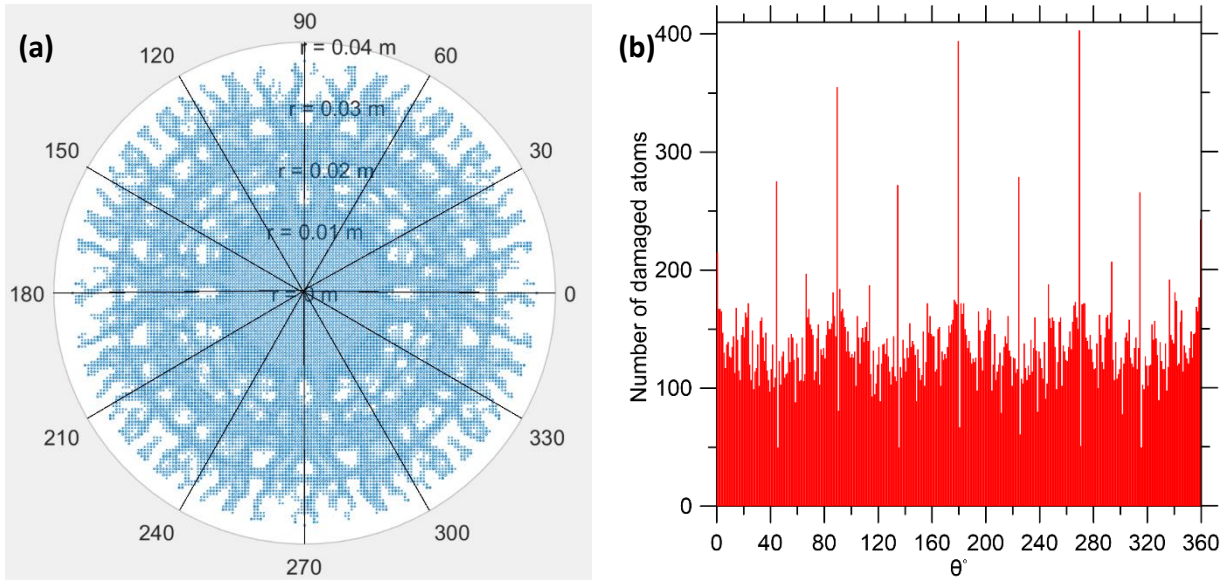 (a)
90
120
60
150
30
180
0
210
330
240
300
270
r = 0.04 m
r = 0.03 m
r = 0.02 m
r = 0.01 m
r = 0 m
(b)
Number of damaged atoms
400
300
200
100
0
0 40 80 120 160 200 240 280 320 360
θ°